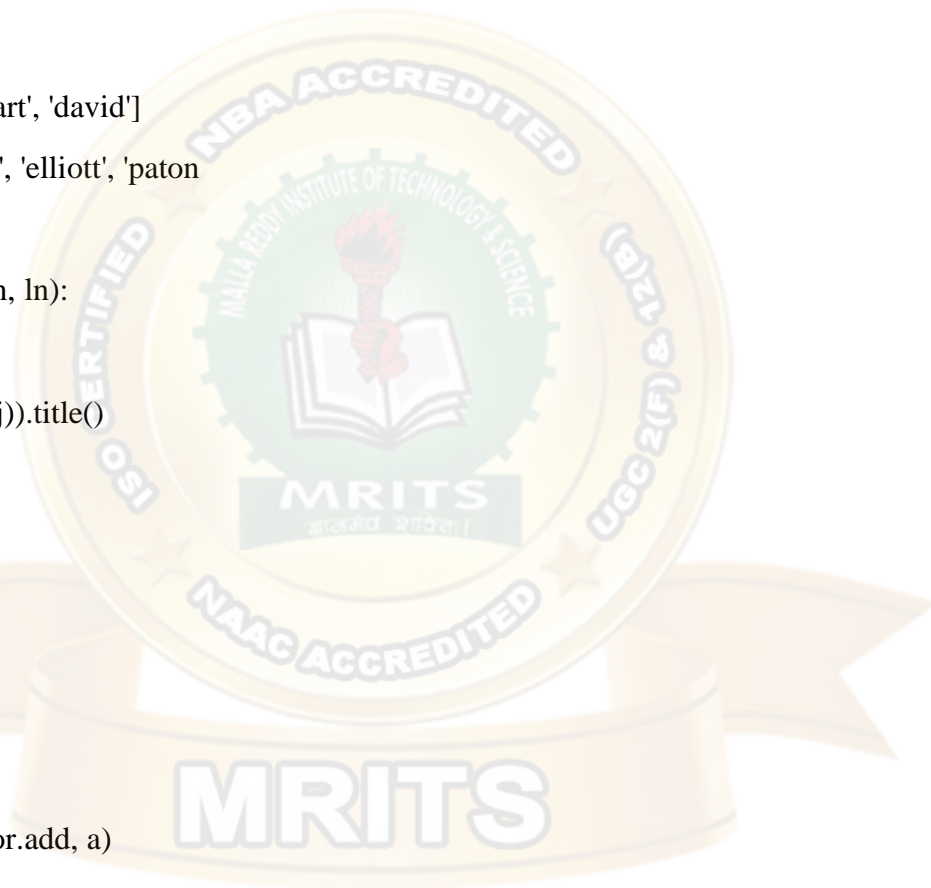 art', 'david']
', 'elliott', 'paton
, ln):
j)).title()
or.add, a)
NBA ACCREDITED
UGC 2(F) & 12(B)
NAAC ACCREDITED
OSI CERTIFIED
MALLA REDDY INSTITUTE OF TECHNOLOGY & SCIENCE
MRITS
MRITS